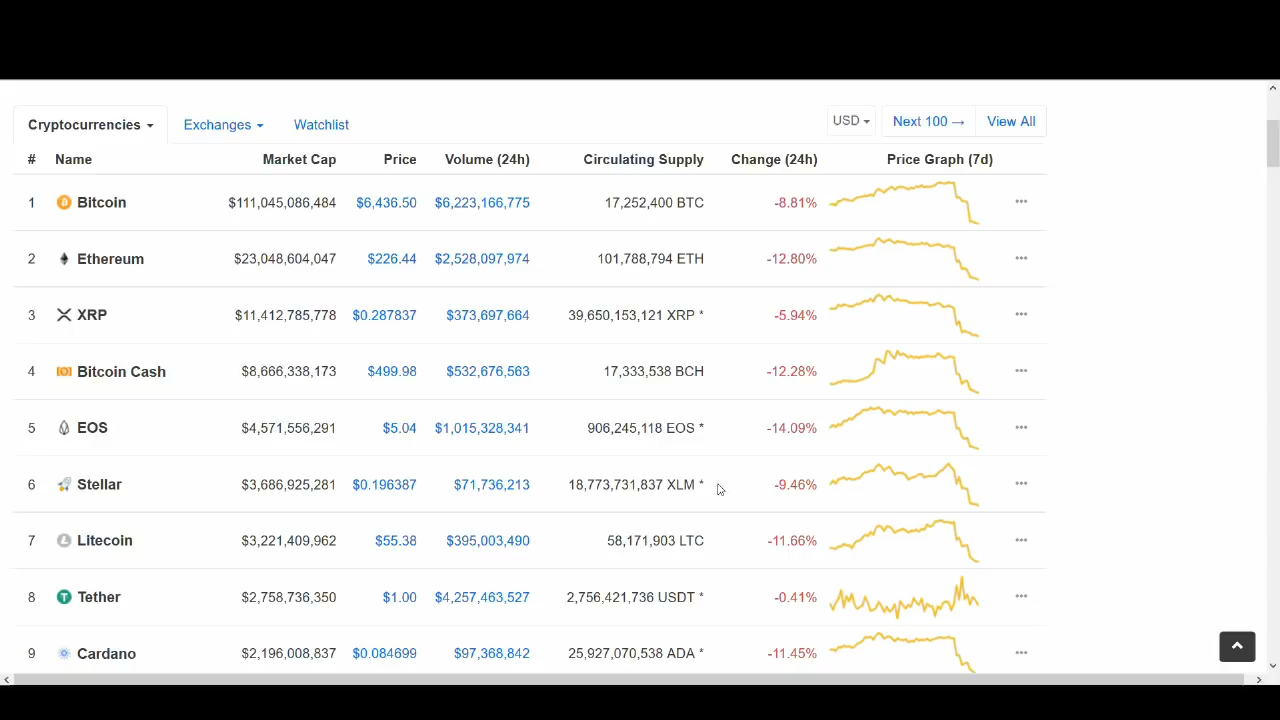 Cryptocurrencies Exchanges Watchlist USD Next 100 → View All
# Name Market Cap Price Volume (24h) Circulating Supply Change (24h) Price Graph (7d)
1 Bitcoin $111,045,086,484 $6,436.50 $6,223,166,775 17,252,400 BTC -8.81%
2 Ethereum $23,048,604,047 $226.44 $2,528,097,974 101,788,794 ETH -12.80%
3 XRP $11,412,785,778 $0.287837 $373,697,664 39,650,153,121 XRP * -5.94%
4 Bitcoin Cash $8,666,338,173 $499.98 $532,676,563 17,333,538 BCH -12.28%
5 EOS $4,571,556,291 $5.04 $1,015,328,341 906,245,118 EOS * -14.09%
6 Stellar $3,686,925,281 $0.196387 $71,736,213 18,773,731,837 XLM * -9.46%
7 Litecoin $3,221,409,962 $55.38 $395,003,490 58,171,903 LTC -11.66%
8 Tether $2,758,736,350 $1.00 $4,257,463,527 2,756,421,736 USDT * -0.41%
9 Cardano $2,196,008,837 $0.084699 $97,368,842 25,927,070,538 ADA * -11.45%